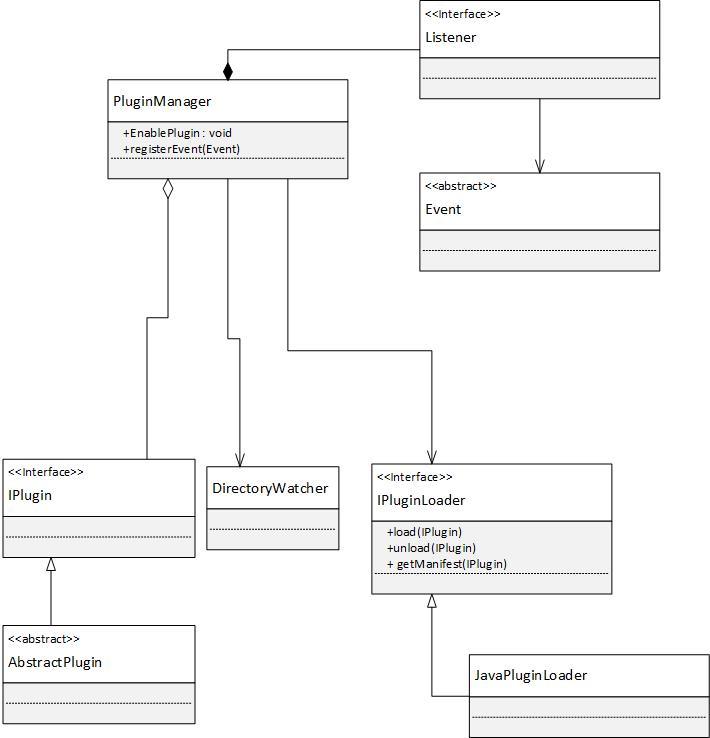 <<Interface>>
Listener
PluginManager
+EnablePlugin : void
+registerEvent(Event)
<<abstract>>
Event
<<Interface>>
IPlugin
DirectoryWatcher
<<Interface>>
IPluginLoader
+load(IPlugin)
+unload(IPlugin)
+ getManifest(IPlugin)
<<abstract>>
AbstractPlugin
JavaPluginLoader